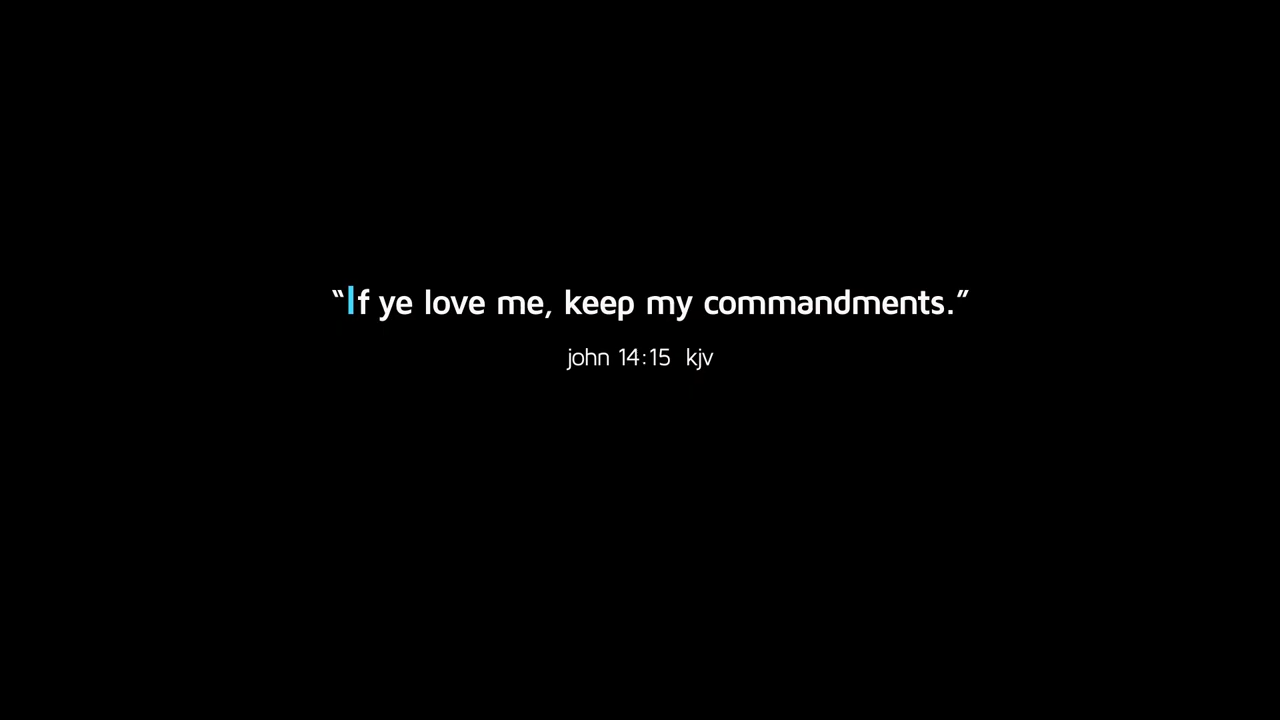 “If ye love me, keep my commandments.”
john 14:15 kjv